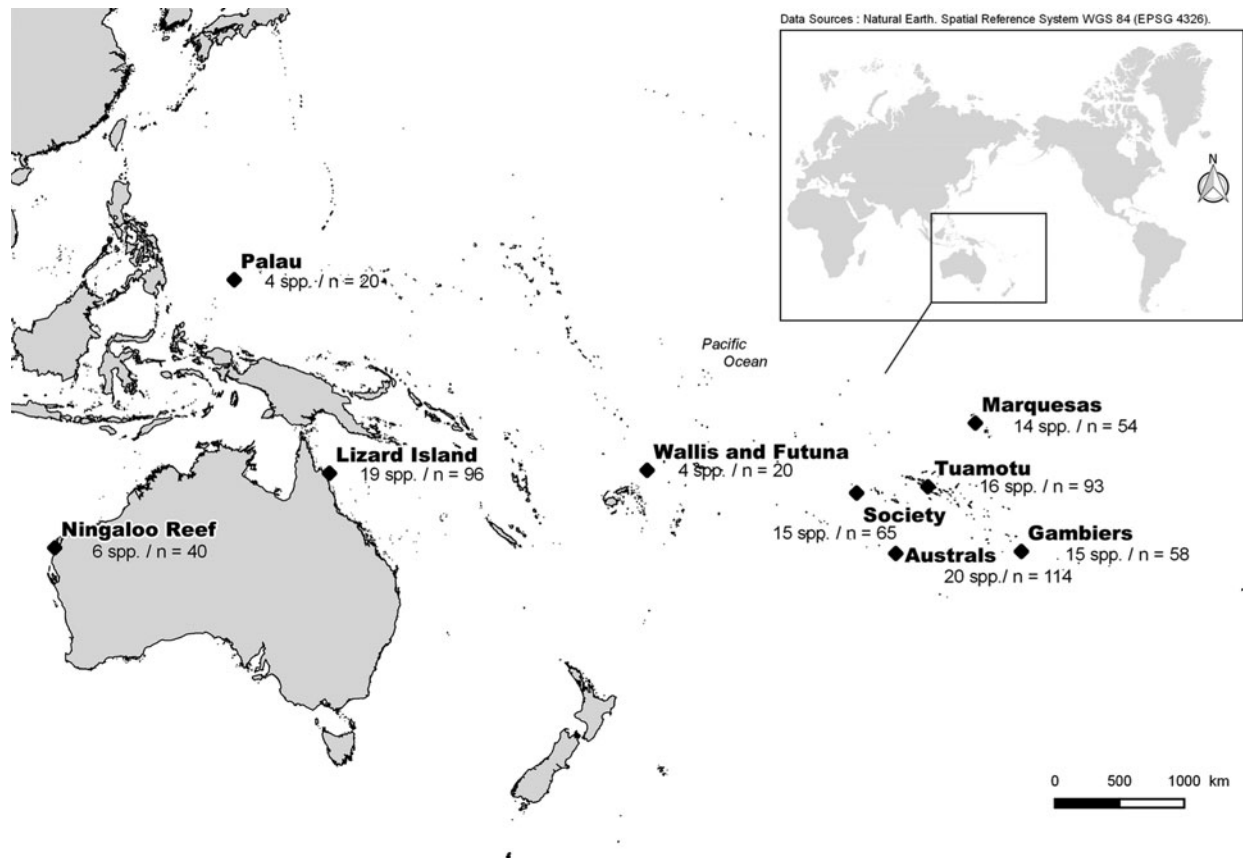 Data Sources : Natural Earth. Spatial Reference System WGS 84 (EPSG 4326).
N
Palau
4 spp. / n = 20
Pacific
Ocean
Marquesas
14 spp. / n = 54
Lizard Island
19 spp. / n = 96
Wallis and Futuna
4 spp. / n = 20
Tuamotu
16 spp. / n = 93
Society
15 spp. / n = 65
Ningaloo Reef
6 spp. / n = 40
Gambiers
15 spp. / n = 58
Australs
20 spp./ n = 114
0 500 1000 km